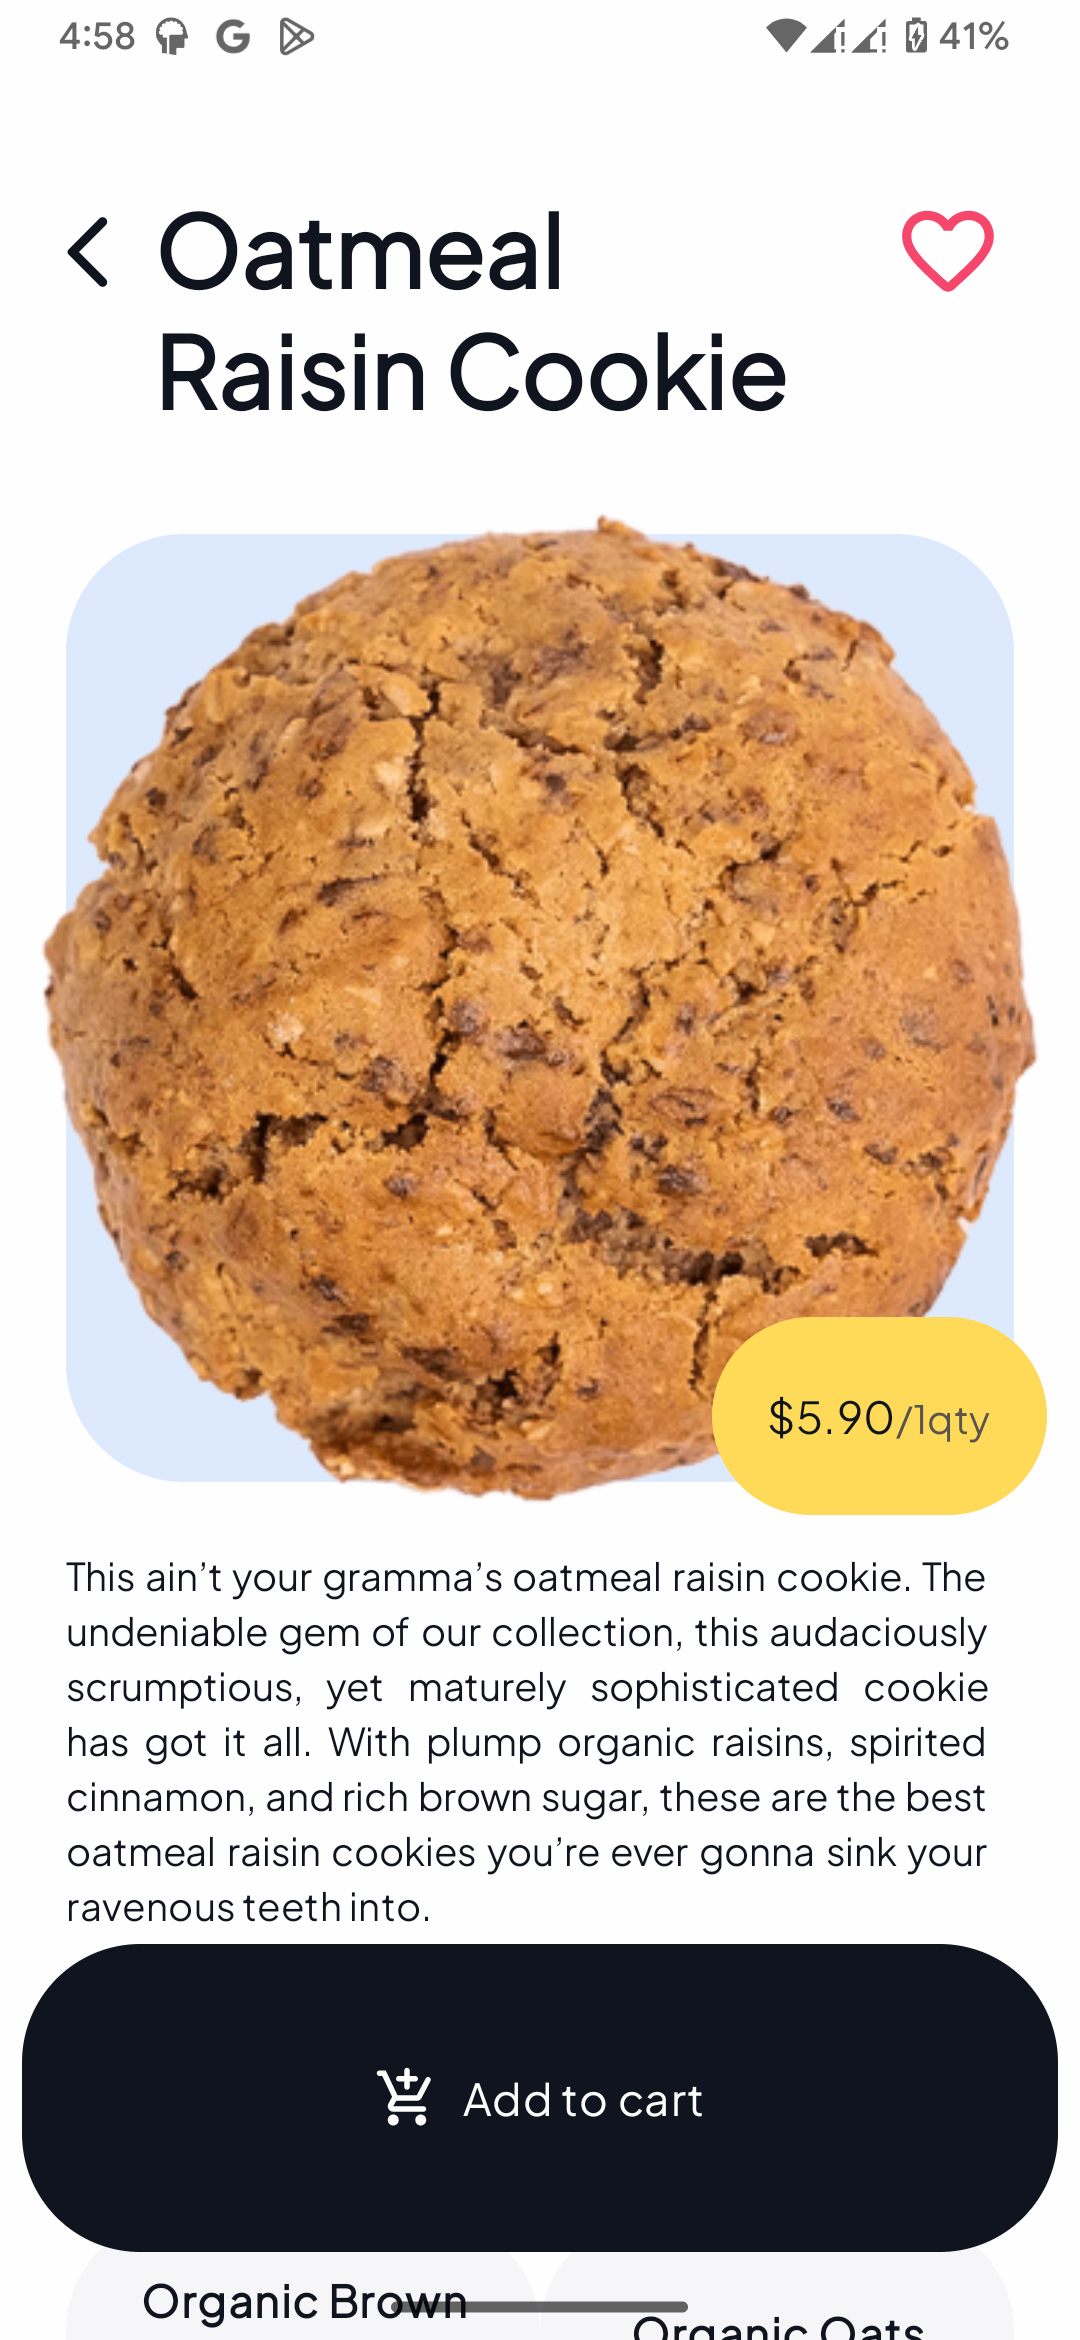 4:58
41%
Oatmeal
Raisin Cookie
$5.90/1qty
This ain’t your gramma’s oatmeal raisin cookie. The
undeniable gem of our collection, this audaciously
scrumptious, yet maturely sophisticated cookie
has got it all. With plump organic raisins, spirited
cinnamon, and rich brown sugar, these are the best
oatmeal raisin cookies you’re ever gonna sink your
ravenous teeth into.
Add to cart
Organic Brown
Organic Oats